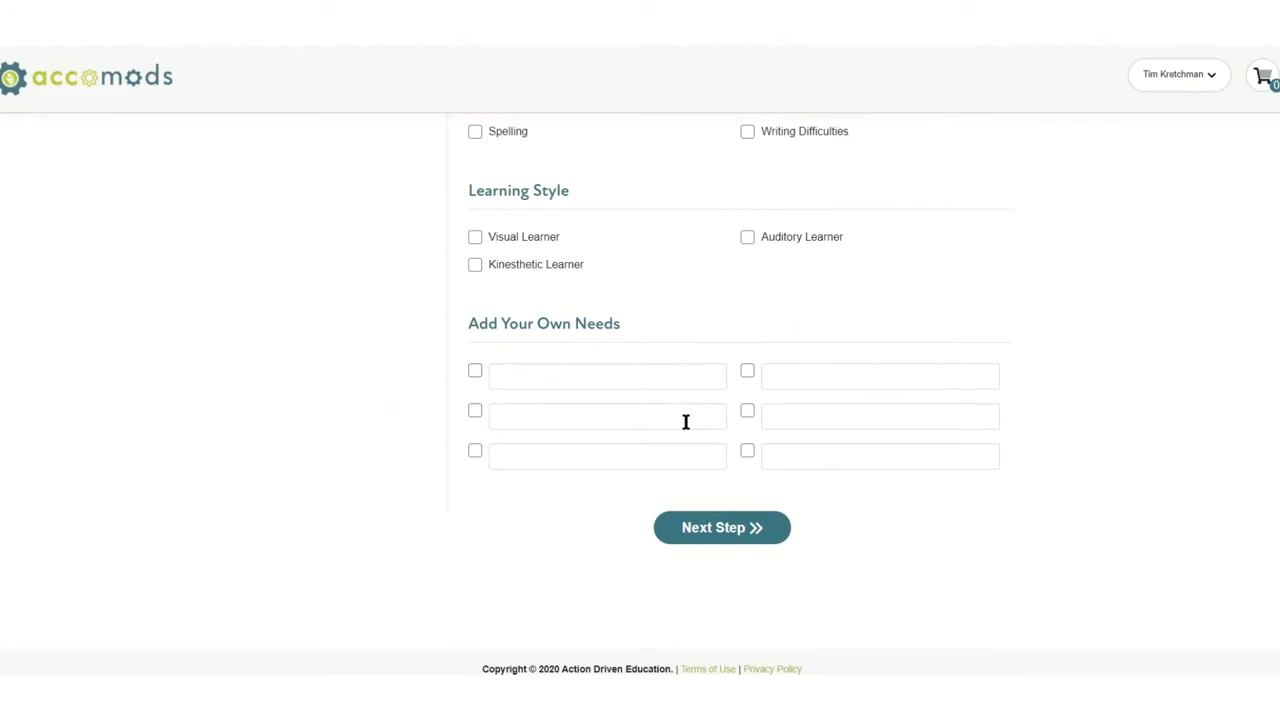 accomods
Tim Kretchman
0
Spelling
Writing Difficulties
Learning Style
Visual Learner
Auditory Learner
Kinesthetic Learner
Add Your Own Needs
Next Step
Copyright © 2020 Action Driven Education. | Terms of Use | Privacy Policy